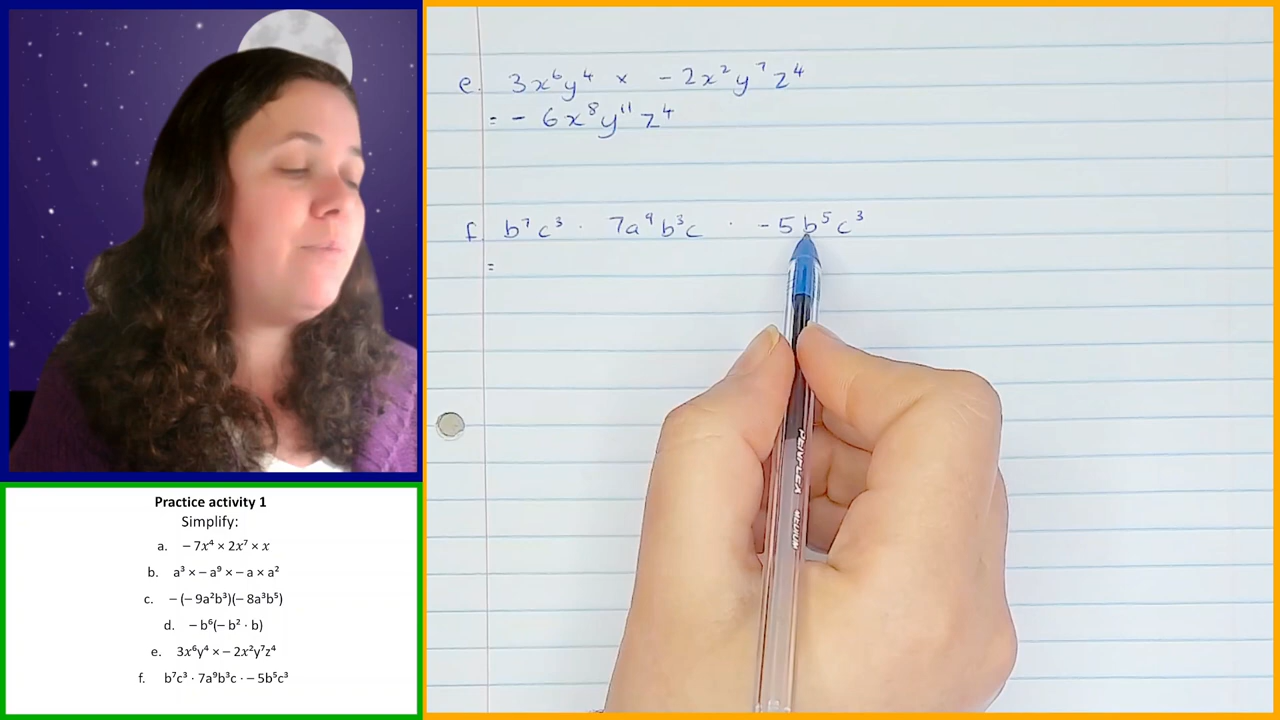 e. 3x⁶y⁴ × -2x²y⁷z⁴
= - 6x⁸y¹¹z⁴
f. b⁷c³ · 7a⁹b³c · -5b⁵c³
=
Practice activity 1
Simplify:
a. – 7x⁴ × 2x⁷ × x
b. a³ × – a⁹ × – a × a²
c. – (– 9a²b³)(– 8a³b⁵)
d. – b⁶(– b² · b)
e. 3x⁶y⁴ × – 2x²y⁷z⁴
f. b⁷c³ · 7a⁹b³c · – 5b⁵c³